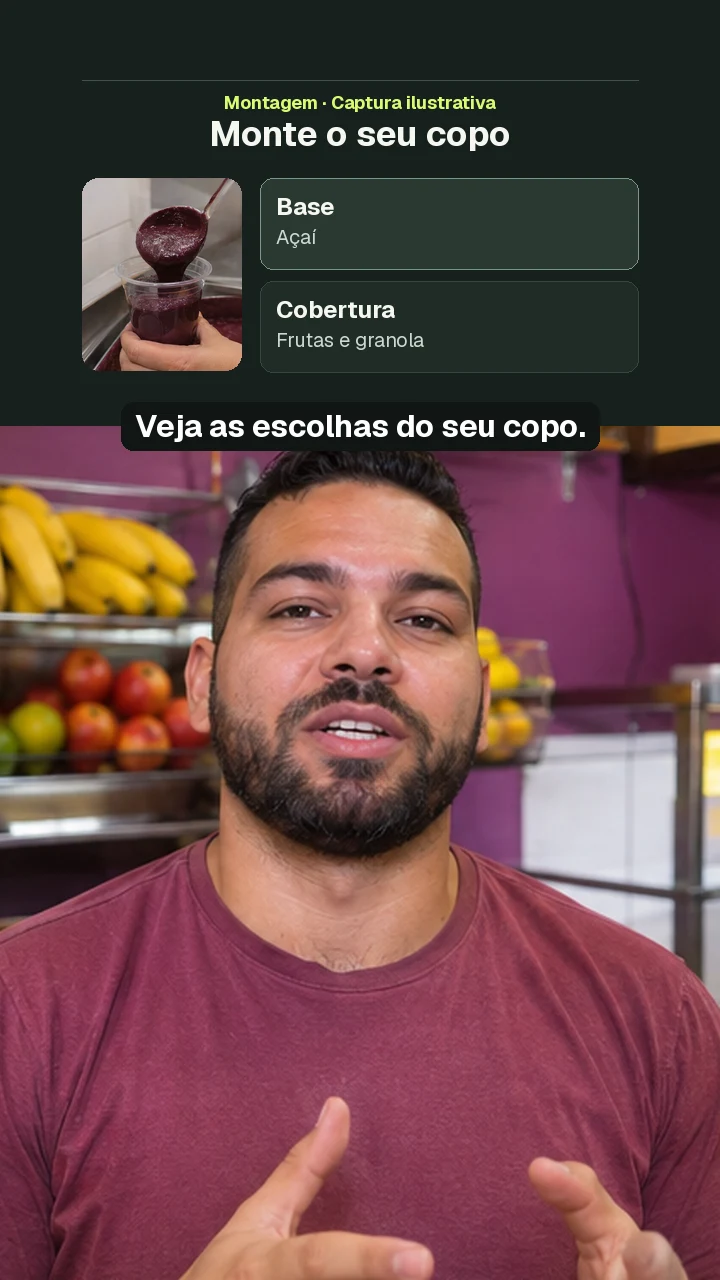 Montagem · Captura ilustrativa
Monte o seu copo
Base
Açaí
Cobertura
Frutas e granola
Veja as escolhas do seu copo.